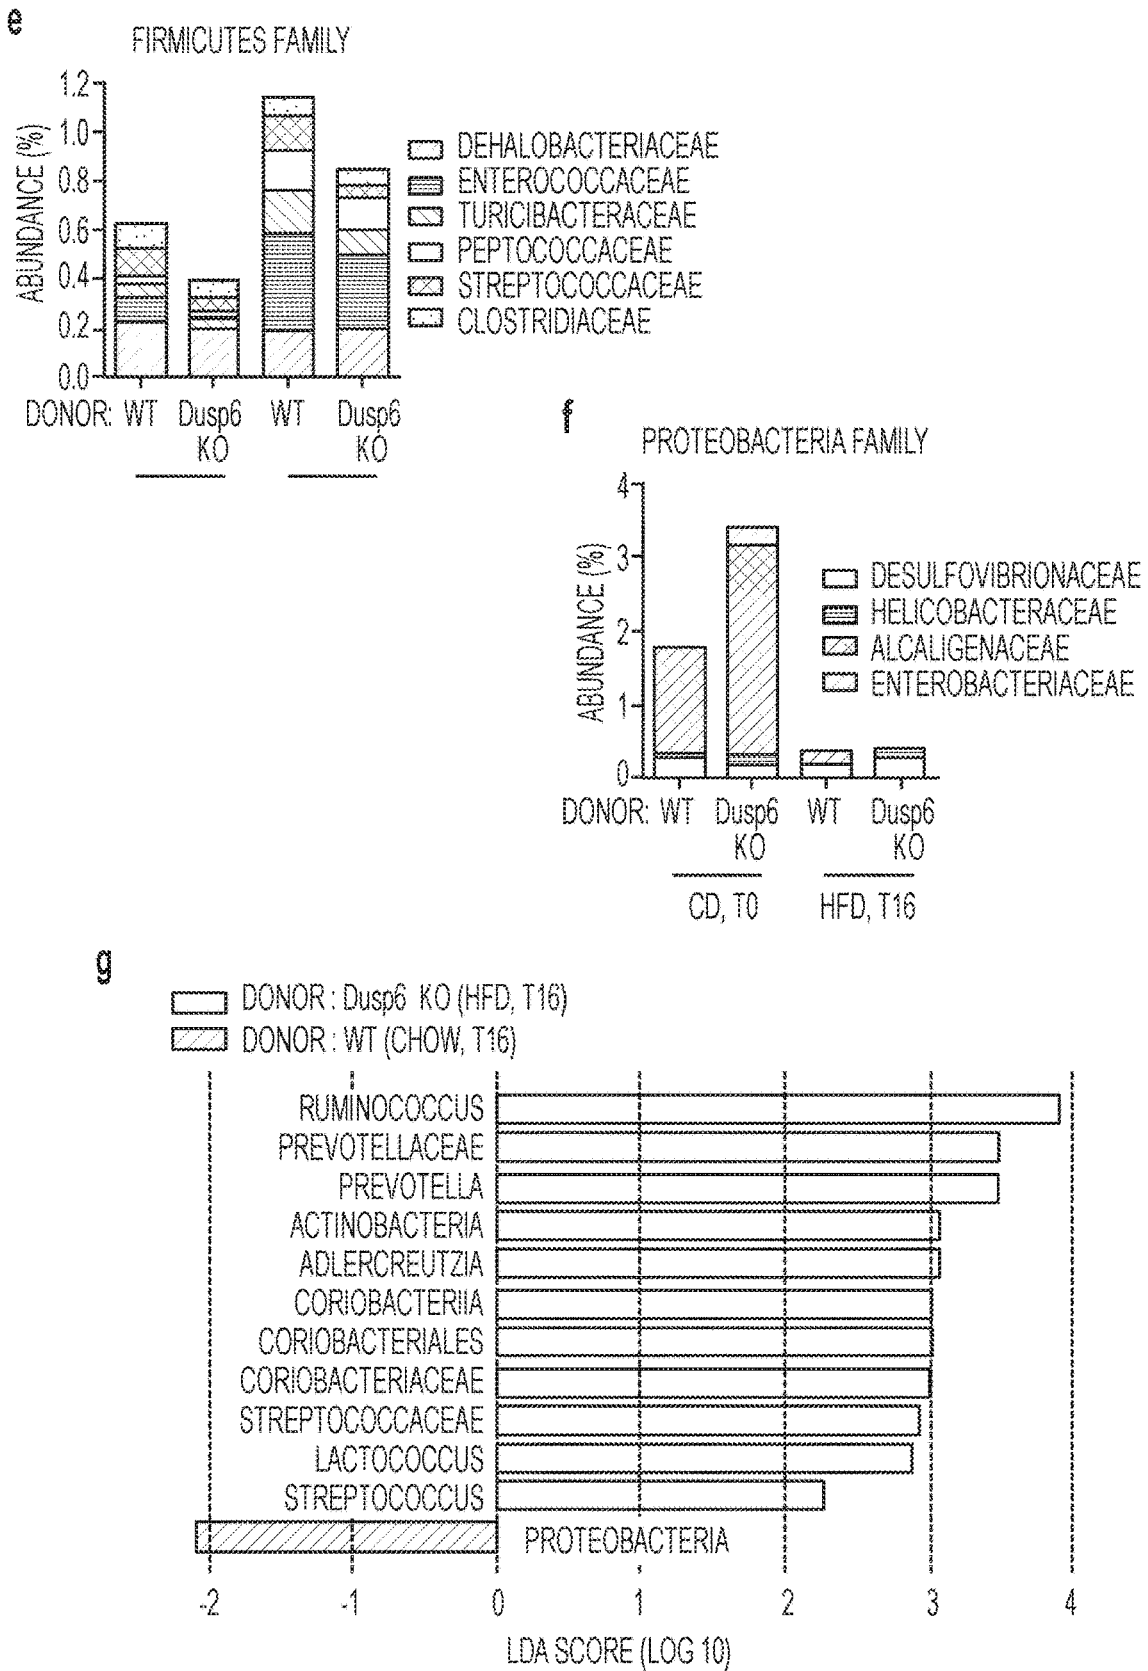 e
FIRMICUTES FAMILY
ABUNDANCE (%)
1.2
1.0
0.8
0.6
0.4
0.2
0.0
DEHALOBACTERIACEAE
ENTEROCOCCACEAE
TURICIBACTERACEAE
PEPTOCOCCACEAE
STREPTOCOCCACEAE
CLOSTRIDIACEAE
DONOR: WT Dusp6 KO WT Dusp6 KO
f
PROTEOBACTERIA FAMILY
ABUNDANCE (%)
4
3
2
1
0
DESULFOVIBRIONACEAE
HELICOBACTERACEAE
ALCALIGENACEAE
ENTEROBACTERIACEAE
DONOR: WT Dusp6 KO WT Dusp6 KO
CD, T0 HFD, T16
g
DONOR : Dusp6 KO (HFD, T16)
DONOR : WT (CHOW, T16)
RUMINOCOCCUS
PREVOTELLACEAE
PREVOTELLA
ACTINOBACTERIA
ADLERCREUTZIA
CORIOBACTERIIA
CORIOBACTERIALES
CORIOBACTERIACEAE
STREPTOCOCCACEAE
LACTOCOCCUS
STREPTOCOCCUS
PROTEOBACTERIA
-2 -1 0 1 2 3 4
LDA SCORE (LOG 10)